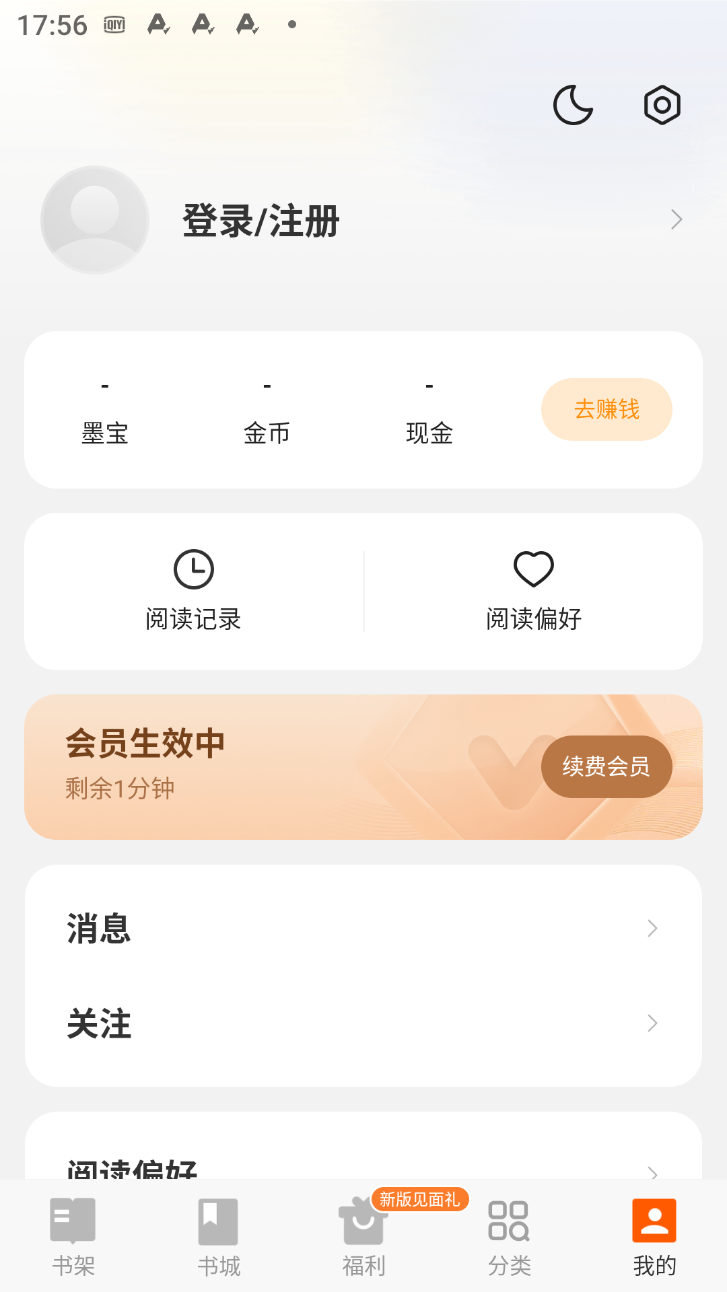 17:56
iQIYI
登录/注册
- - -
墨宝 金币 现金 去赚钱
阅读记录 阅读偏好
会员生效中
剩余1分钟
续费会员
消息
关注
阅读偏好
新版见面礼
书架 书城 福利 分类 我的